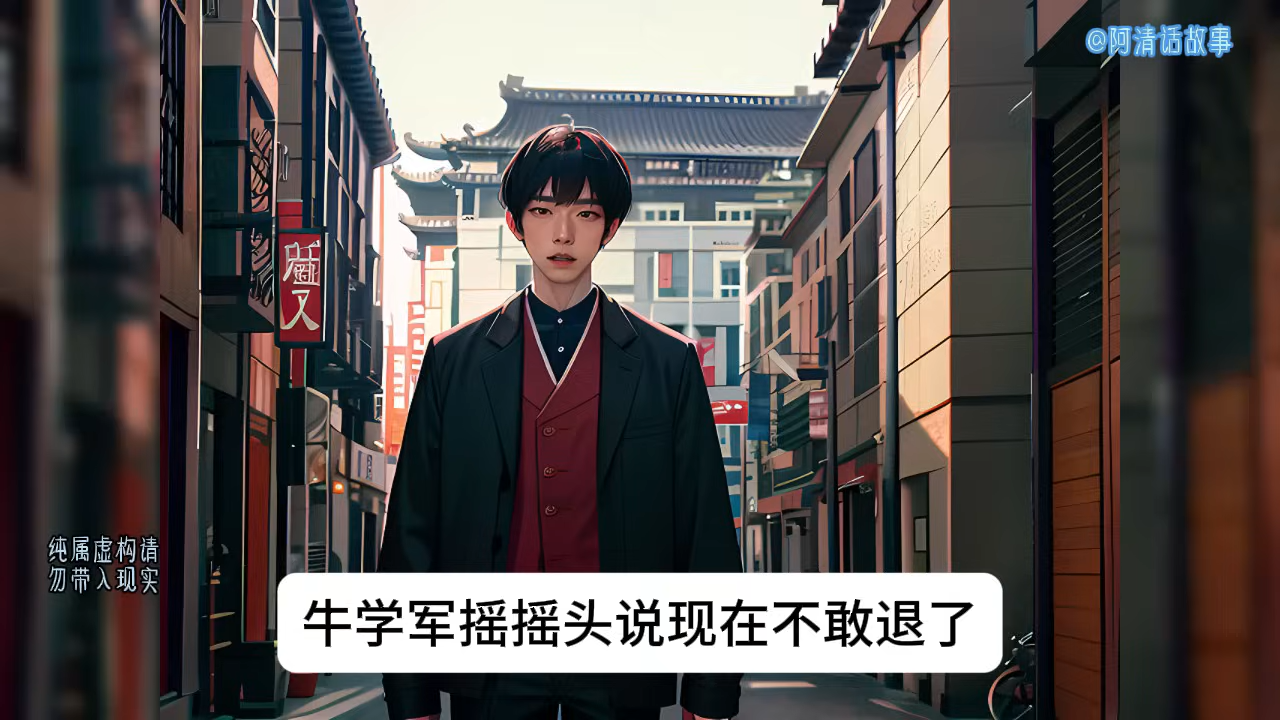 @阿清话故事
纯属虚构请
勿带入现实
牛学军摇摇头说现在不敢退了